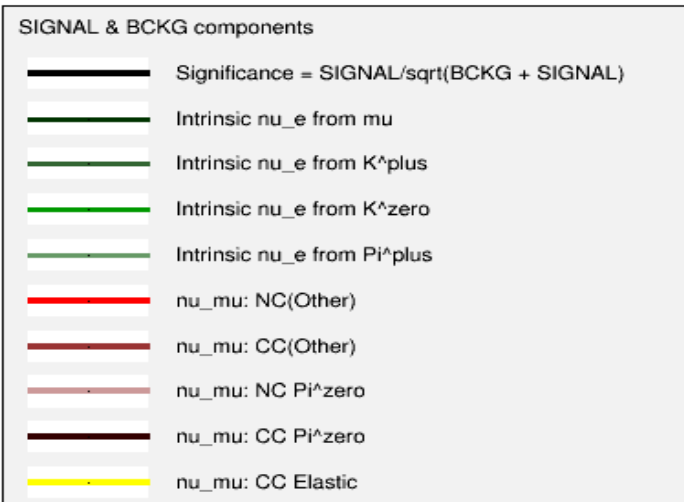 SIGNAL & BCKG components
Significance = SIGNAL/sqrt(BCKG + SIGNAL)
Intrinsic nu_e from mu
Intrinsic nu_e from K^plus
Intrinsic nu_e from K^zero
Intrinsic nu_e from Pi^plus
nu_mu: NC(Other)
nu_mu: CC(Other)
nu_mu: NC Pi^zero
nu_mu: CC Pi^zero
nu_mu: CC Elastic